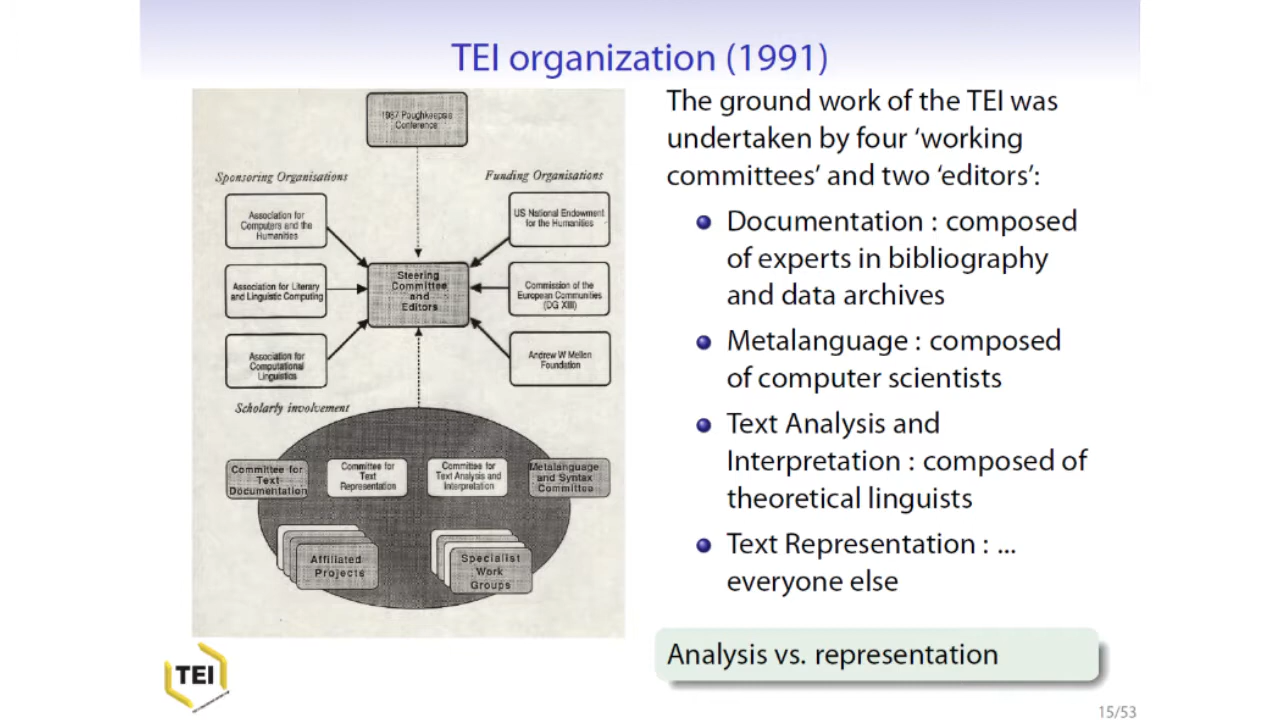 TEI organization (1991)
1987 Poughkeepsie
Conference
Sponsoring Organisations
Funding Organisations
Association for
Computers and the
Humanities
US National Endowment
for the Humanities
Steering
Committee
and
Editors
Association for Literary
and Linguistic Computing
Commission of the
European Communities
(DG XIII)
Association for
Computational
Linguistics
Andrew W Mellen
Foundation
Scholarly involvement
Committee for
Text
Documentation
Committee for
Text
Representation
Committee for
Text Analysis and
Interpretation
Metalanguage
and Syntax
Committee
Affiliated
Projects
Specialist
Work
Groups
The ground work of the TEI was
undertaken by four ‘working
committees’ and two ‘editors’:
Documentation : composed
of experts in bibliography
and data archives
Metalanguage : composed
of computer scientists
Text Analysis and
Interpretation : composed of
theoretical linguists
Text Representation : ...
everyone else
Analysis vs. representation
TEI
15/53